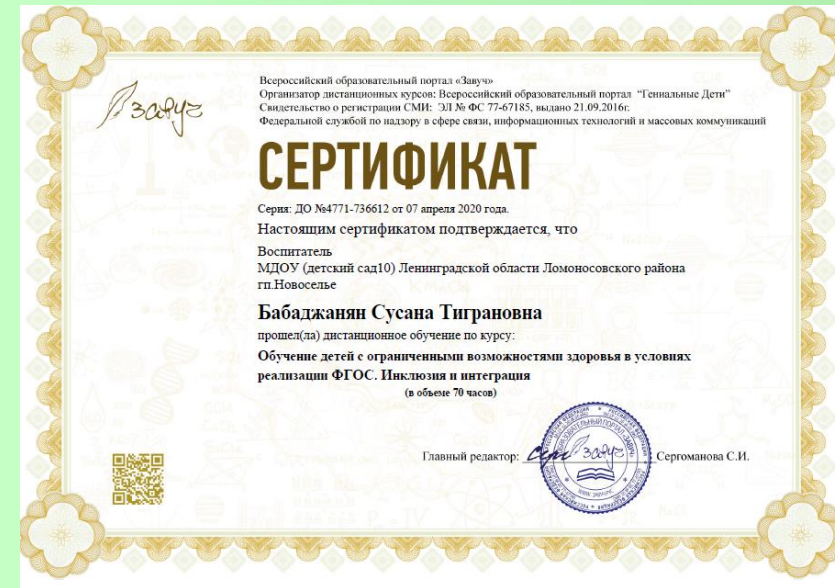 завуч
Всероссийский образовательный портал «Завуч»
Организатор дистанционных курсов: Всероссийский образовательный портал "Гениальные Дети"
Свидетельство о регистрации СМИ: ЭЛ № ФС 77-67185, выдано 21.09.2016г.
Федеральной службой по надзору в сфере связи, информационных технологий и массовых коммуникаций
СЕРТИФИКАТ
Серия: ДО №4771-736612 от 07 апреля 2020 года.
Настоящим сертификатом подтверждается, что
Воспитатель
МДОУ (детский сад10) Ленинградской области Ломоносовского района
гп.Новоселье
Бабаджанян Сусана Тиграновна
прошел(ла) дистанционное обучение по курсу:
Обучение детей с ограниченными возможностями здоровья в условиях
реализации ФГОС. Инклюзия и интеграция
(в объеме 70 часов)
Главный редактор:
завуч
Сергоманова С.И.